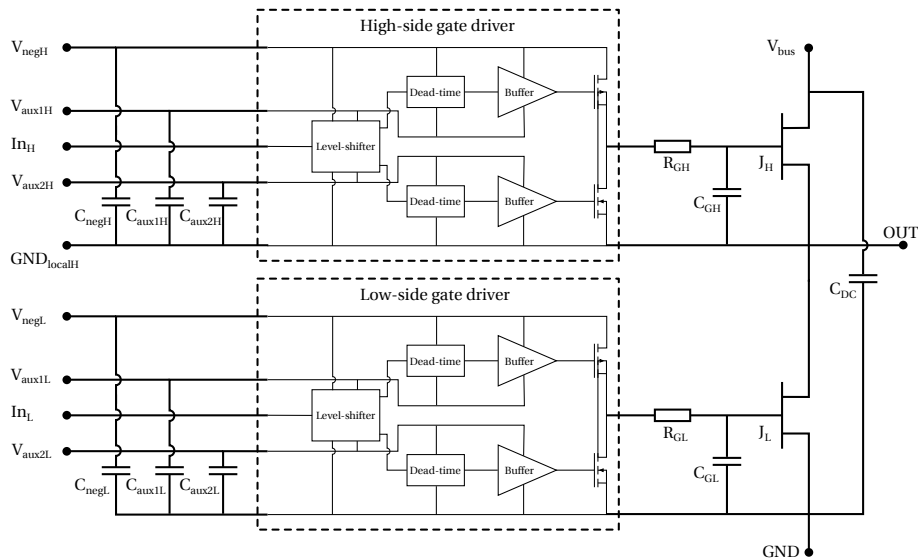 High-side gate driver
V_negH
V_bus
Dead-time
Buffer
V_aux1H
In_H
Level-shifter
R_GH
J_H
V_aux2H
C_negH
C_aux1H
C_aux2H
Dead-time
Buffer
C_GH
OUT
GND_localH
C_DC
Low-side gate driver
V_negL
Dead-time
Buffer
V_aux1L
In_L
Level-shifter
R_GL
J_L
V_aux2L
C_negL
C_aux1L
C_aux2L
Dead-time
Buffer
C_GL
GND